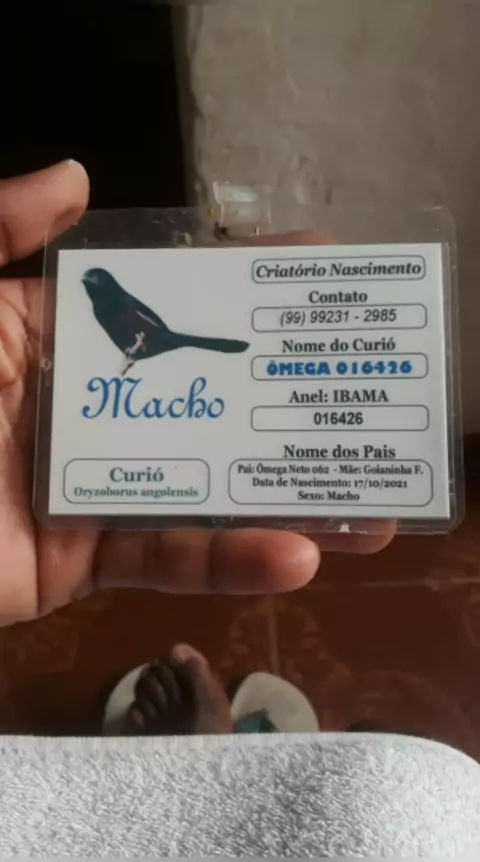 Criatório Nascimento
Contato
(99) 99231 - 2985
Nome do Curió
ÔMEGA 016426
Anel: IBAMA
016426
Macho
Nome dos Pais
Pai: Ômega Neto 062 - Mãe: Goianinha F.
Data de Nascimento: 17/10/2021
Sexo: Macho
Curió
Oryzoborus angolensis